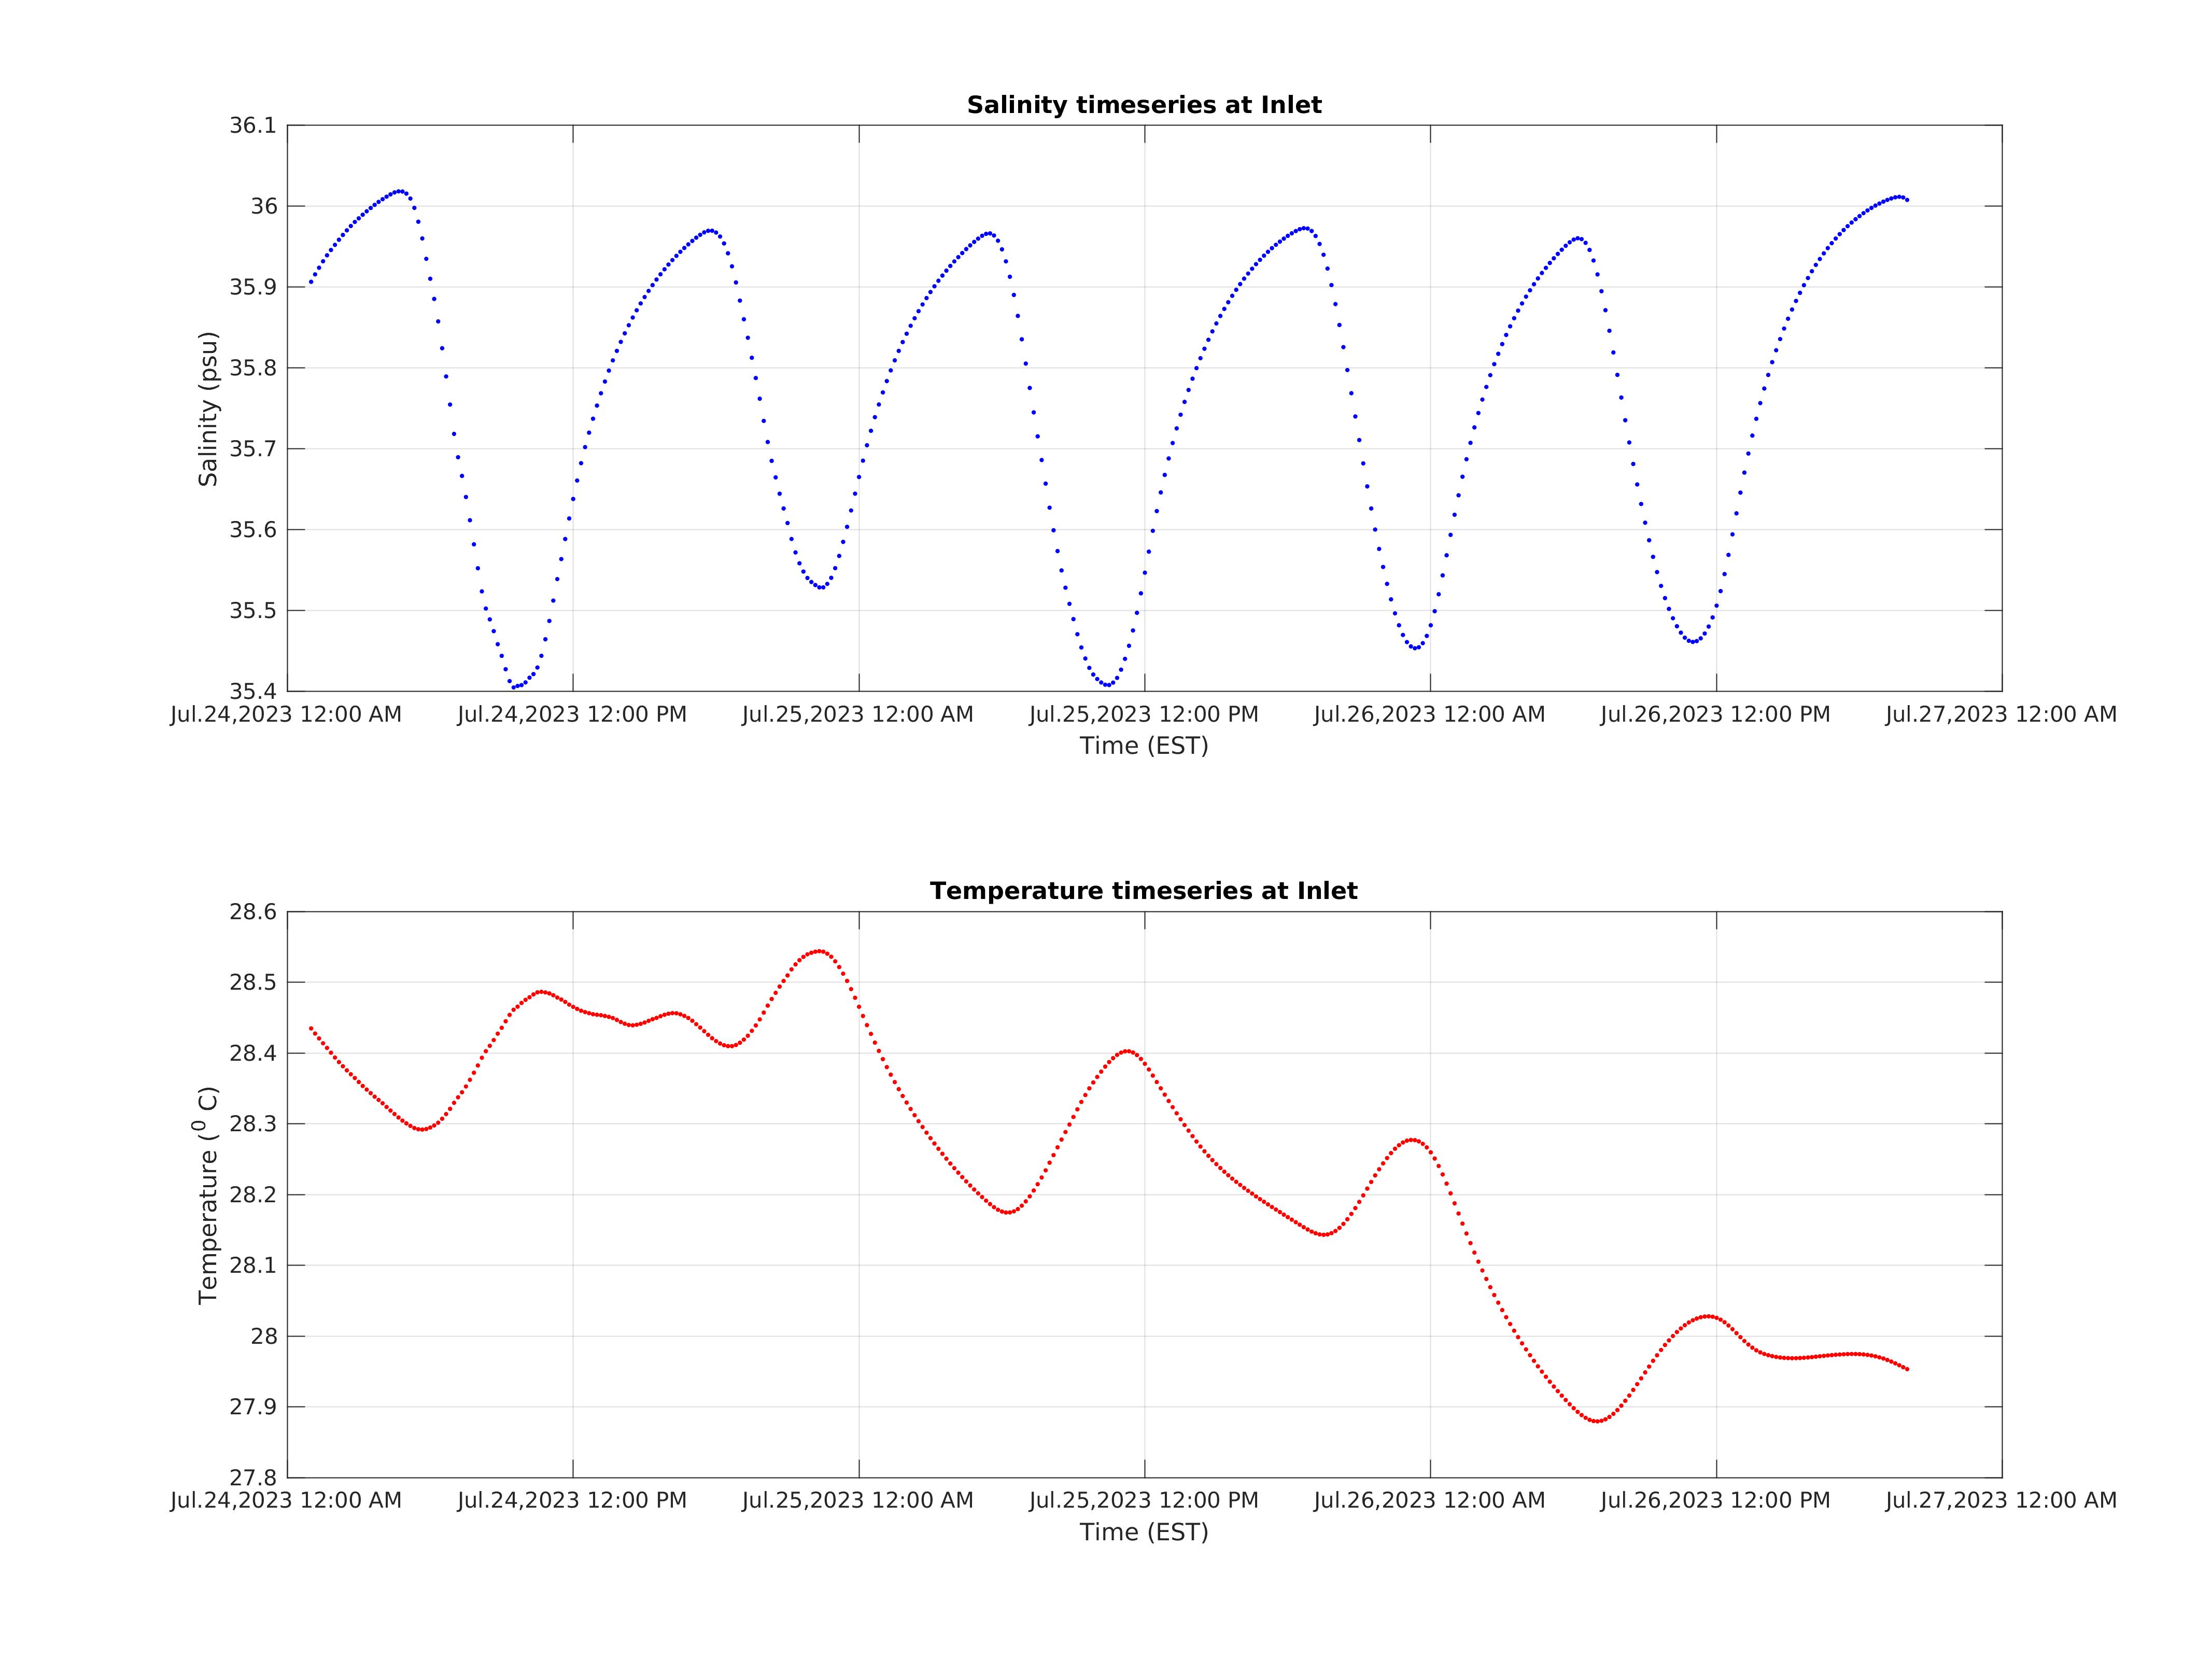 Salinity timeseries at Inlet
36.1
36
35.9
35.8
35.7
35.6
35.5
35.4
Salinity (psu)
Jul.24,2023 12:00 AM Jul.24,2023 12:00 PM Jul.25,2023 12:00 AM Jul.25,2023 12:00 PM Jul.26,2023 12:00 AM Jul.26,2023 12:00 PM Jul.27,2023 12:00 AM
Time (EST)
Temperature timeseries at Inlet
28.6
28.5
28.4
28.3
28.2
28.1
28
27.9
27.8
Temperature (⁰ C)
Jul.24,2023 12:00 AM Jul.24,2023 12:00 PM Jul.25,2023 12:00 AM Jul.25,2023 12:00 PM Jul.26,2023 12:00 AM Jul.26,2023 12:00 PM Jul.27,2023 12:00 AM
Time (EST)